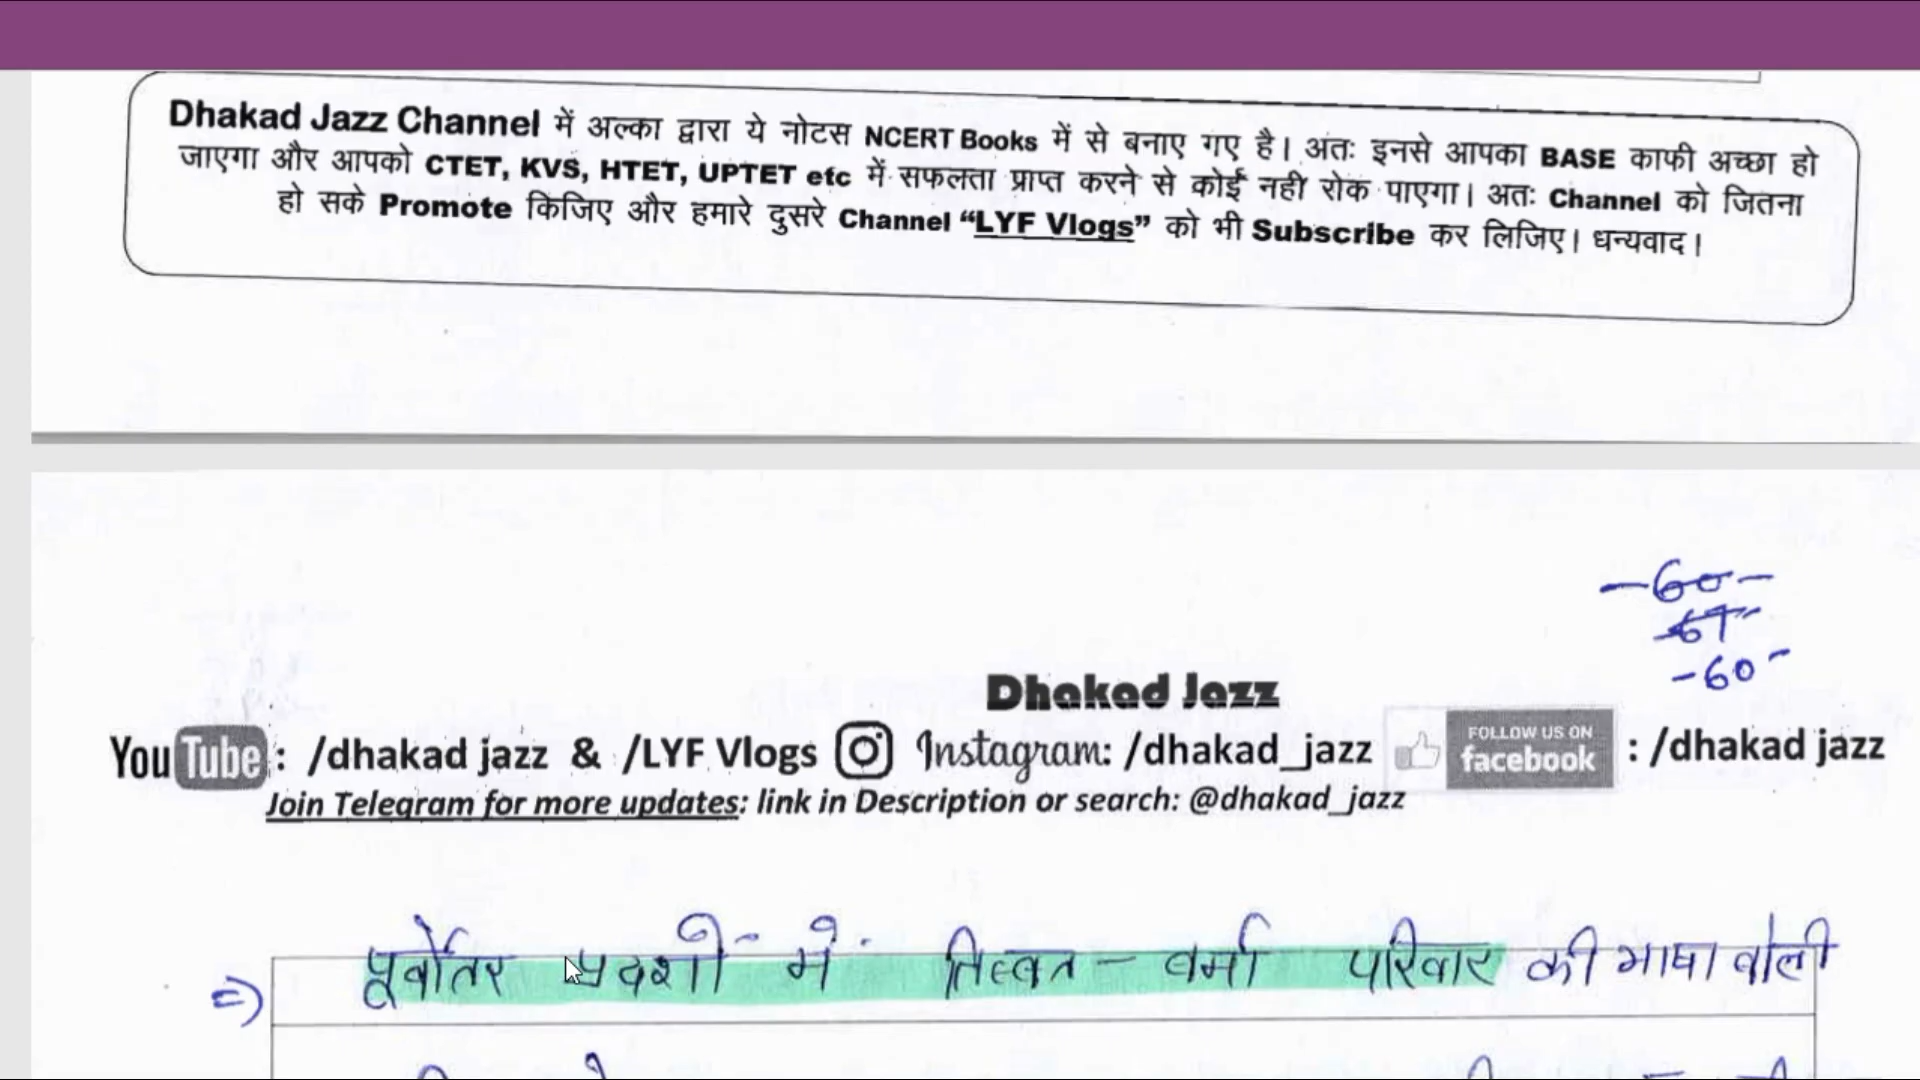 Dhakad Jazz Channel में अल्का द्वारा ये नोटस NCERT Books में से बनाए गए है। अतः इनसे आपका BASE काफी अच्छा हो
जाएगा और आपको CTET, KVS, HTET, UPTET etc में सफलता प्राप्त करने से कोई नही रोक पाएगा। अतः Channel को जितना
हो सके Promote किजिए और हमारे दुसरे Channel “LYF Vlogs” को भी Subscribe कर लिजिए। धन्यवाद।
-60-
-60-
Dhakad Jazz
YouTube : /dhakad jazz & /LYF Vlogs Instagram: /dhakad_jazz FOLLOW US ON facebook : /dhakad jazz
Join Telegram for more updates: link in Description or search: @dhakad_jazz
=> पूर्वोतर प्रदेशों में तिब्बत - बर्मा परिवार की भाषा बोली